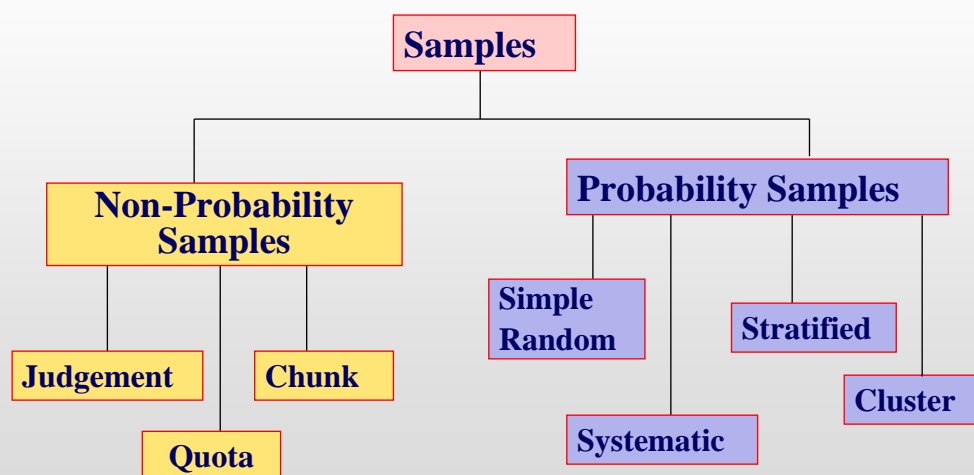 Samples
Non-Probability
Samples
Probability Samples
Simple
Random
Stratified
Judgement
Chunk
Cluster
Quota
Systematic